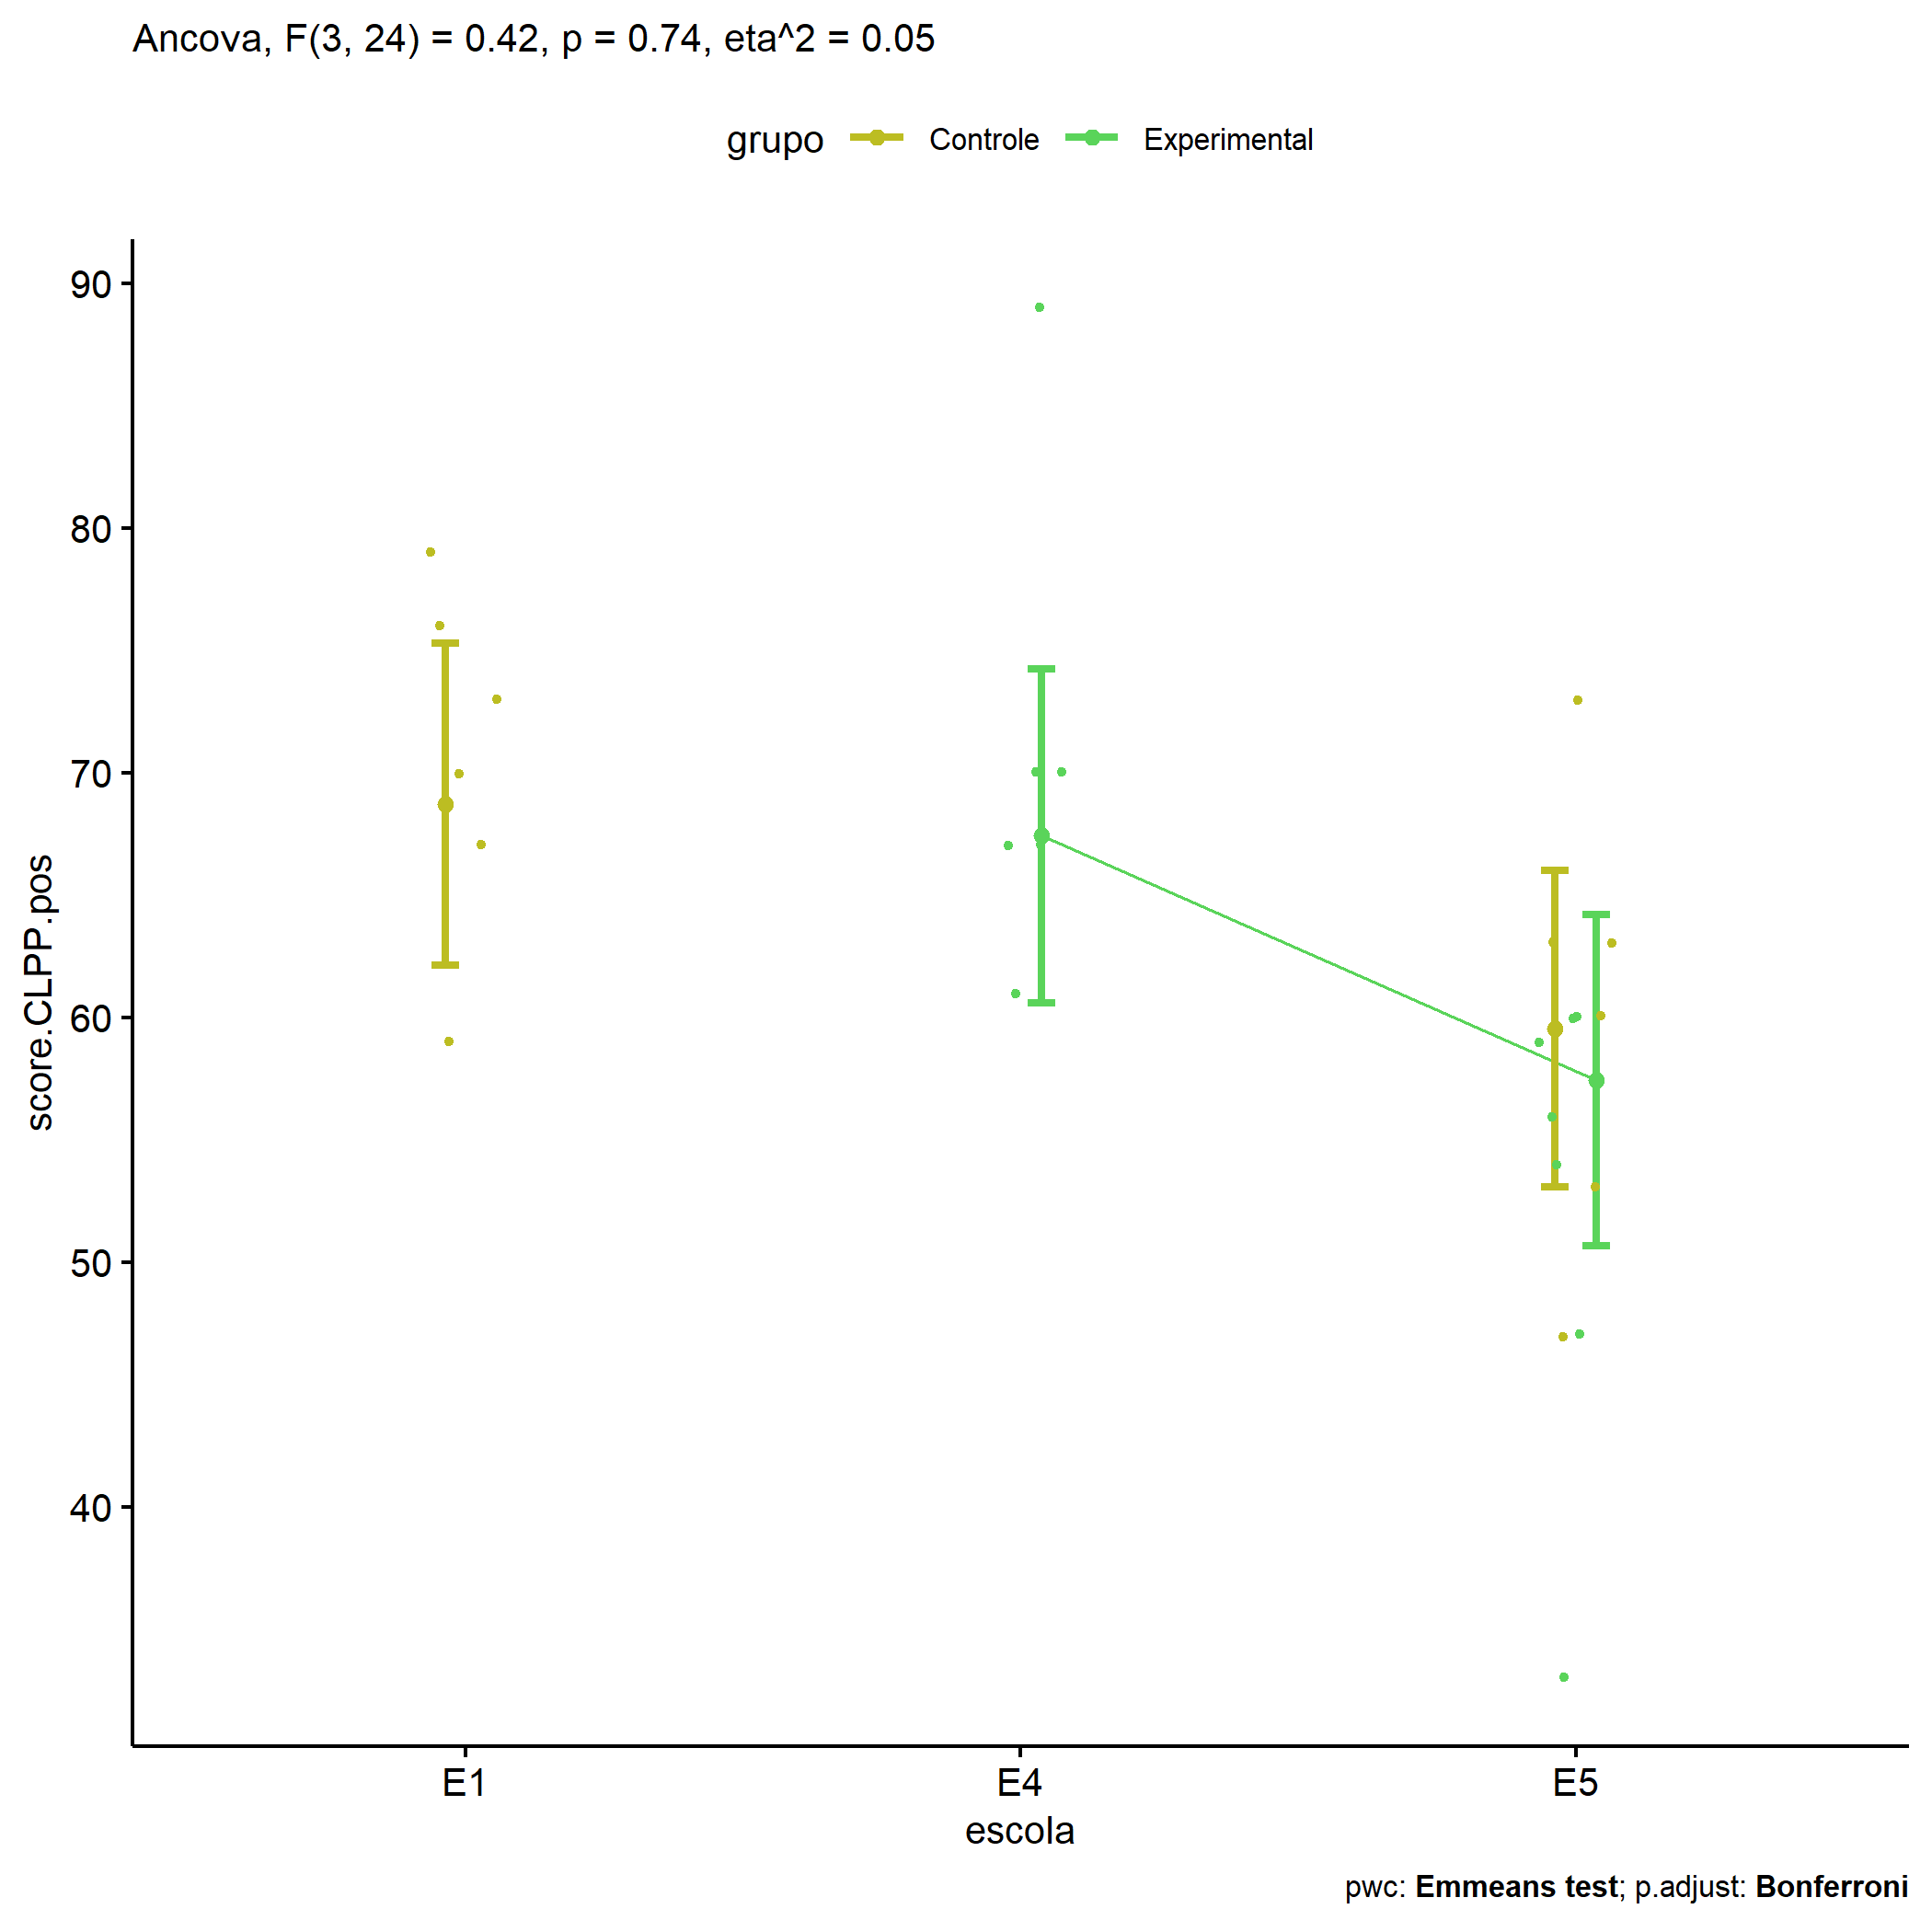 Ancova, F(3, 24) = 0.42, p = 0.74, eta^2 = 0.05
grupo Controle Experimental
90
80
70
60
50
40
score.CLPP.pos
E1 E4 E5
escola
pwc: Emmeans test; p.adjust: Bonferroni